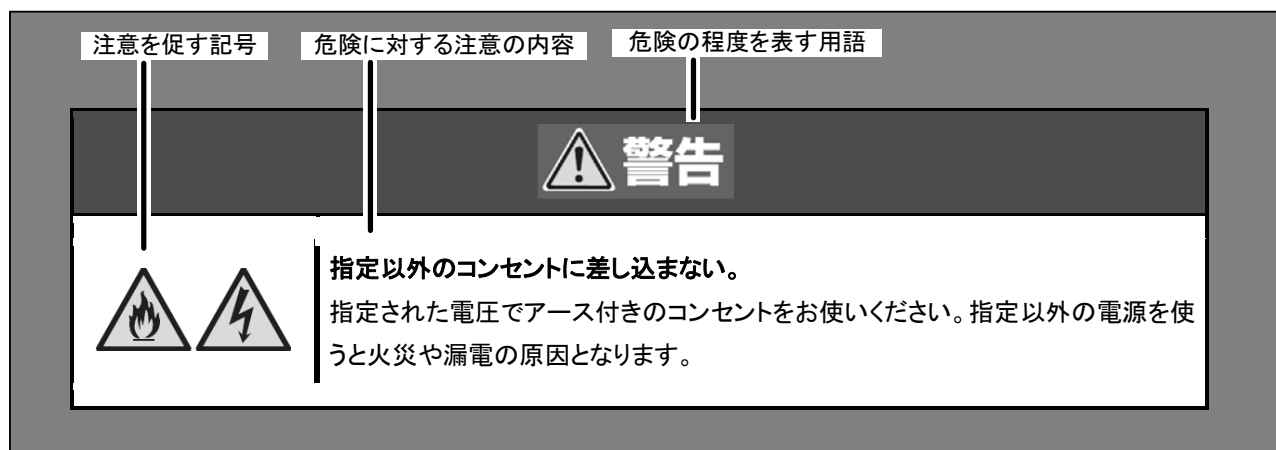 注意を促す記号
危険に対する注意の内容
危険の程度を表す用語
警告
指定以外のコンセントに差し込まない。
指定された電圧でアース付きのコンセントをお使いください。指定以外の電源を使
うと火災や漏電の原因となります。